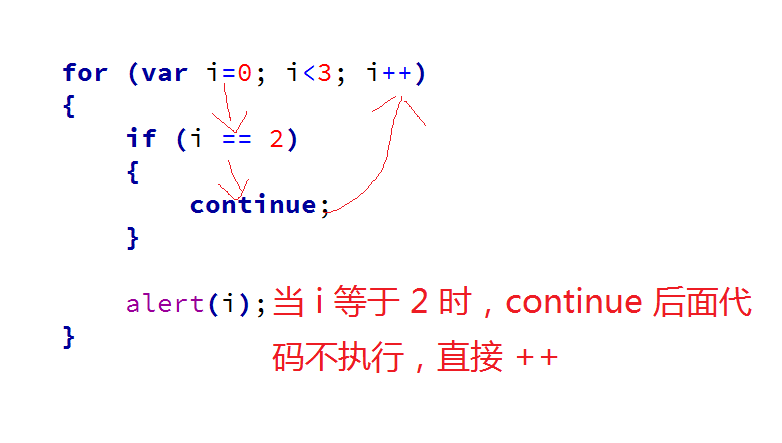 for (var i=0; i<3; i++)
{
if (i == 2)
{
continue;
}
alert(i); 当 i 等于 2 时，continue 后面代
码不执行，直接 ++
}